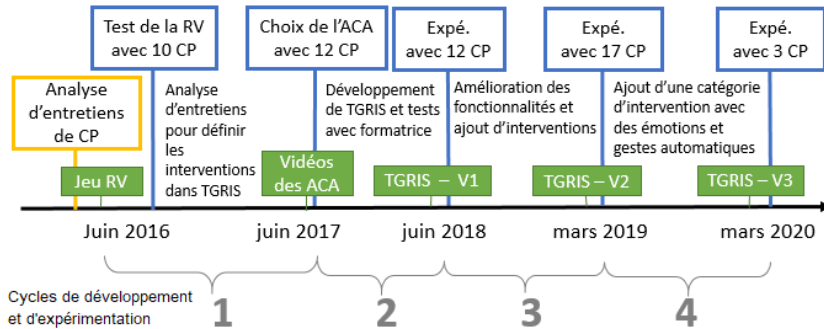 Test de la RV
avec 10 CP
Choix de l'ACA
avec 12 CP
Expé.
avec 12 CP
Expé.
avec 17 CP
Expé.
avec 3 CP
Analyse
d'entretiens
de CP
Analyse
d'entretiens
pour définir
les
interventions
dans TGRIS
Développement
de TGRIS et tests
avec formatrice
Amélioration des
fonctionnalités et
ajout d'interventions
Ajout d'une catégorie
d'intervention avec
des émotions et
gestes automatiques
Jeu RV
Vidéos
des ACA
TGRIS – V1
TGRIS – V2
TGRIS – V3
Juin 2016
juin 2017
juin 2018
mars 2019
mars 2020
Cycles de développement
et d'expérimentation
1
2
3
4